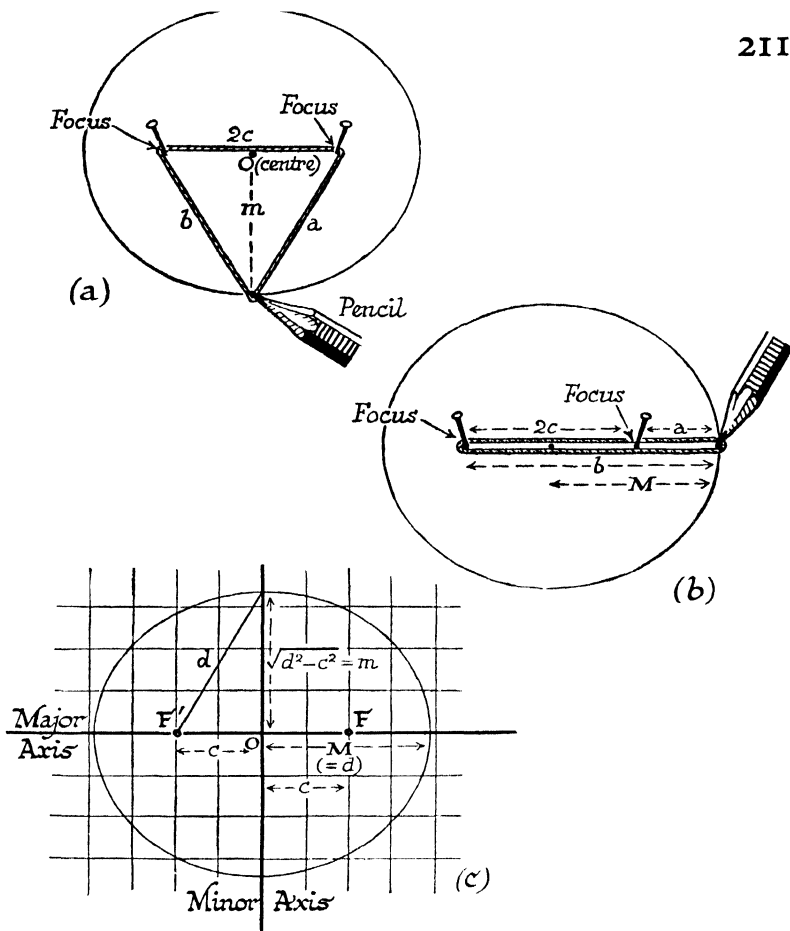 211
Focus
Focus
2c
O (centre)
m
b
a
(a)
Pencil
Focus
Focus
2c
a
b
M
(b)
d
√d²−c² = m
F′
F
Major
Axis
c
O
M
(= d)
c
(c)
Minor Axis